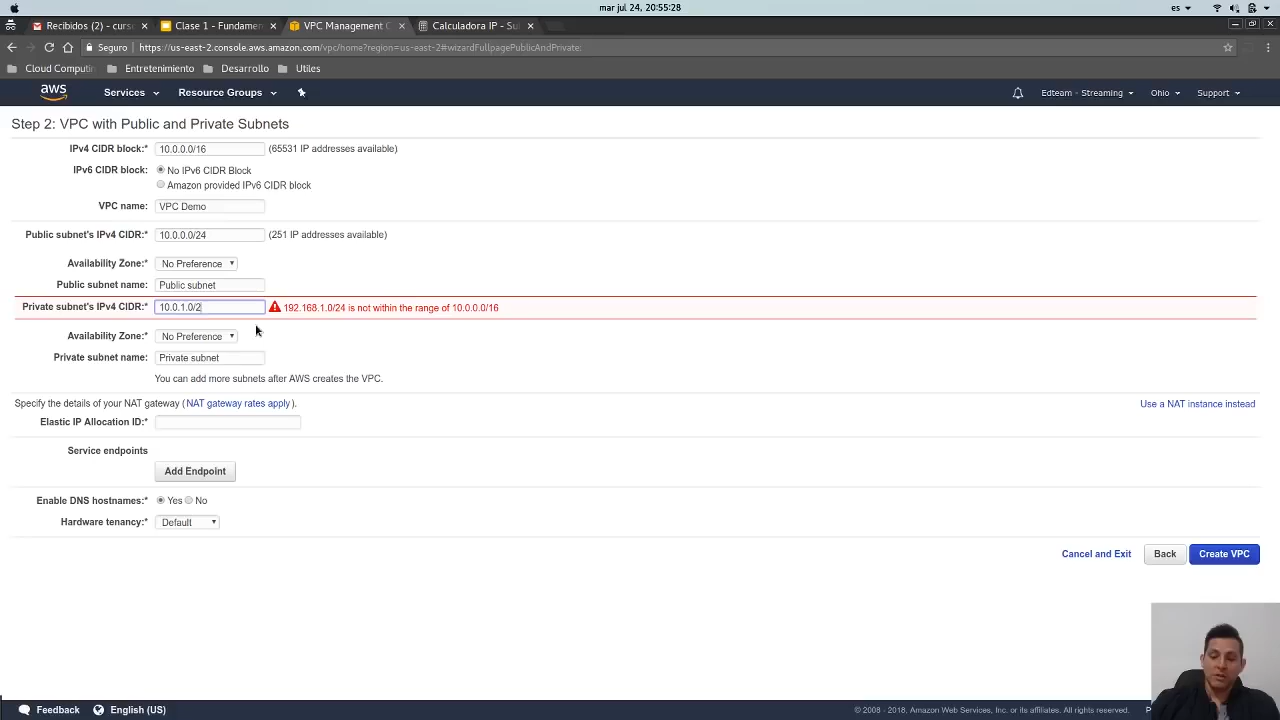 mar jul 24, 20:55:28
es
Recibidos (2) - curso
Clase 1 - Fundamen
VPC Management C
Calculadora IP - Sub
Seguro
https://us-east-2.console.aws.amazon.com/vpc/home?region=us-east-2#wizardFullpagePublicAndPrivate:
Cloud Computin
Entretenimiento
Desarrollo
Utiles
aws
Services
Resource Groups
Edteam - Streaming
Ohio
Support
Step 2: VPC with Public and Private Subnets
IPv4 CIDR block:* 10.0.0.0/16 (65531 IP addresses available)
IPv6 CIDR block: No IPv6 CIDR Block
Amazon provided IPv6 CIDR block
VPC name: VPC Demo
Public subnet's IPv4 CIDR:* 10.0.0.0/24 (251 IP addresses available)
Availability Zone:* No Preference
Public subnet name: Public subnet
Private subnet's IPv4 CIDR:* 10.0.1.0/2 192.168.1.0/24 is not within the range of 10.0.0.0/16
Availability Zone:* No Preference
Private subnet name: Private subnet
You can add more subnets after AWS creates the VPC.
Specify the details of your NAT gateway (NAT gateway rates apply ).
Use a NAT instance instead
Elastic IP Allocation ID:*
Service endpoints
Add Endpoint
Enable DNS hostnames:* Yes No
Hardware tenancy:* Default
Cancel and Exit
Back
Create VPC
Feedback
English (US)
© 2008 - 2018, Amazon Web Services, Inc. or its affiliates. All rights reserved.
P